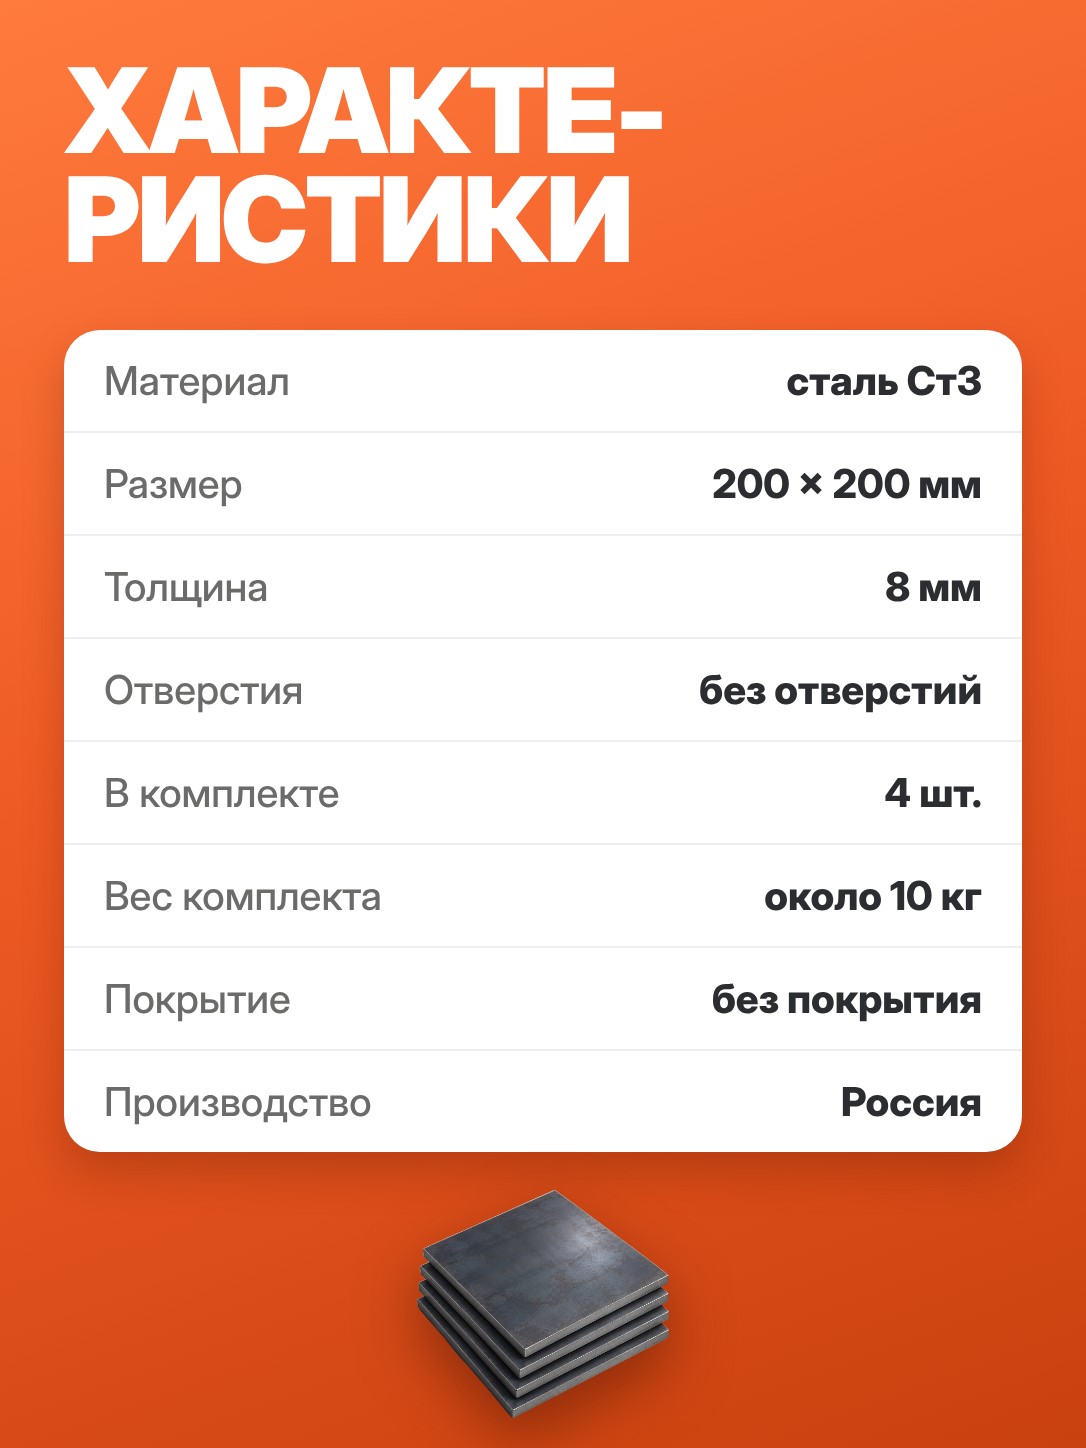 ХАРАКТЕ-
РИСТИКИ
Материал сталь Ст3
Размер 200 × 200 мм
Толщина 8 мм
Отверстия без отверстий
В комплекте 4 шт.
Вес комплекта около 10 кг
Покрытие без покрытия
Производство Россия